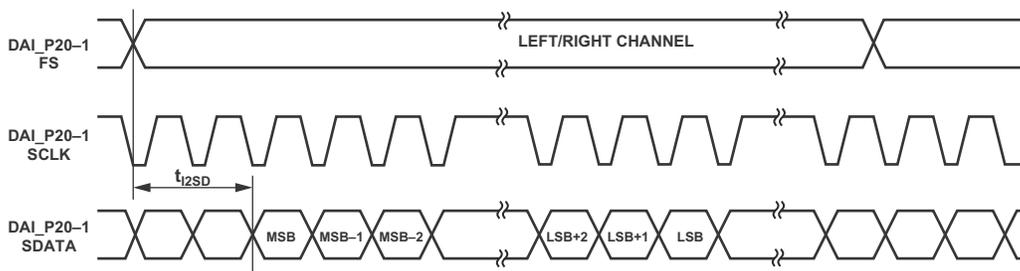 DAI_P20–1
FS
LEFT/RIGHT CHANNEL
DAI_P20–1
SCLK
tI2SD
DAI_P20–1
SDATA
MSB
MSB–1
MSB–2
LSB+2
LSB+1
LSB